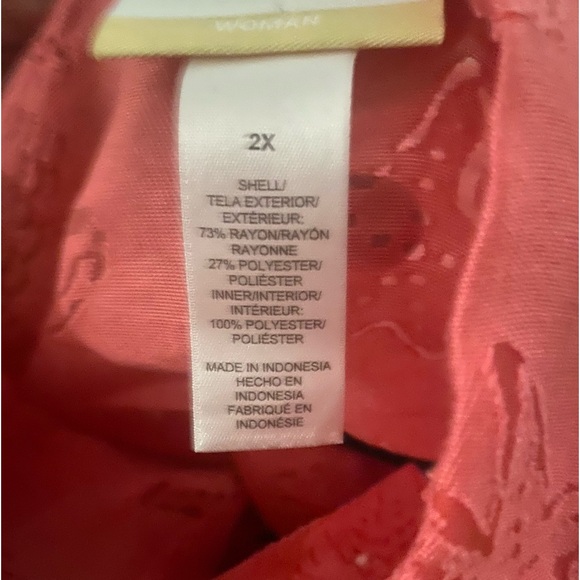 WOMAN
2X
SHELL/
TELA EXTERIOR/
EXTÉRIEUR:
73% RAYON/RAYÓN
RAYONNE
27% POLYESTER/
POLIÉSTER
INNER/INTERIOR/
INTÉRIEUR:
100% POLYESTER/
POLIÉSTER
MADE IN INDONESIA
HECHO EN
INDONESIA
FABRIQUÉ EN
INDONÉSIE